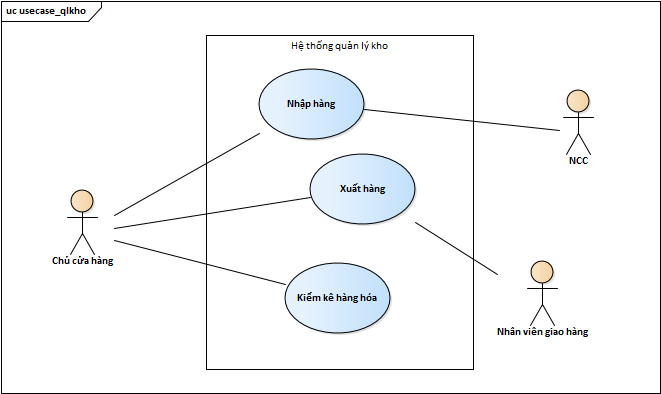 uc usecase_qlkho
Hệ thống quản lý kho
Nhập hàng
NCC
Xuất hàng
Chủ cửa hàng
Kiểm kê hàng hóa
Nhân viên giao hàng